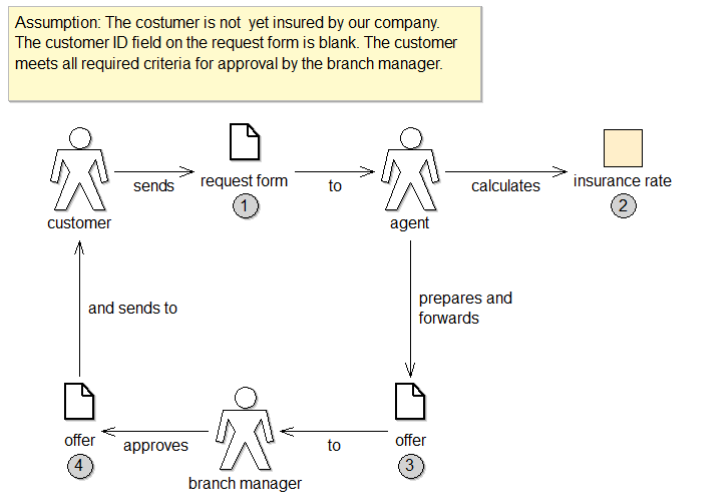 Assumption: The costumer is not yet insured by our company.
The customer ID field on the request form is blank. The customer
meets all required criteria for approval by the branch manager.
sends
request form
to
calculates
insurance rate
1
2
customer
agent
and sends to
prepares and
forwards
offer
approves
to
offer
4
3
branch manager